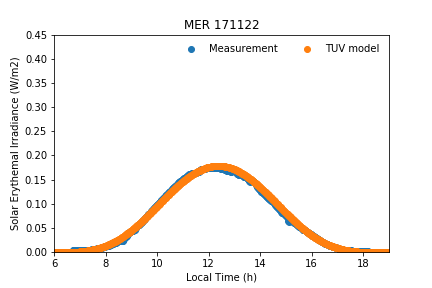 MER 171122
Measurement
TUV model
Solar Erythemal Irradiance (W/m2)
0.45
0.40
0.35
0.30
0.25
0.20
0.15
0.10
0.05
0.00
6 8 10 12 14 16 18
Local Time (h)